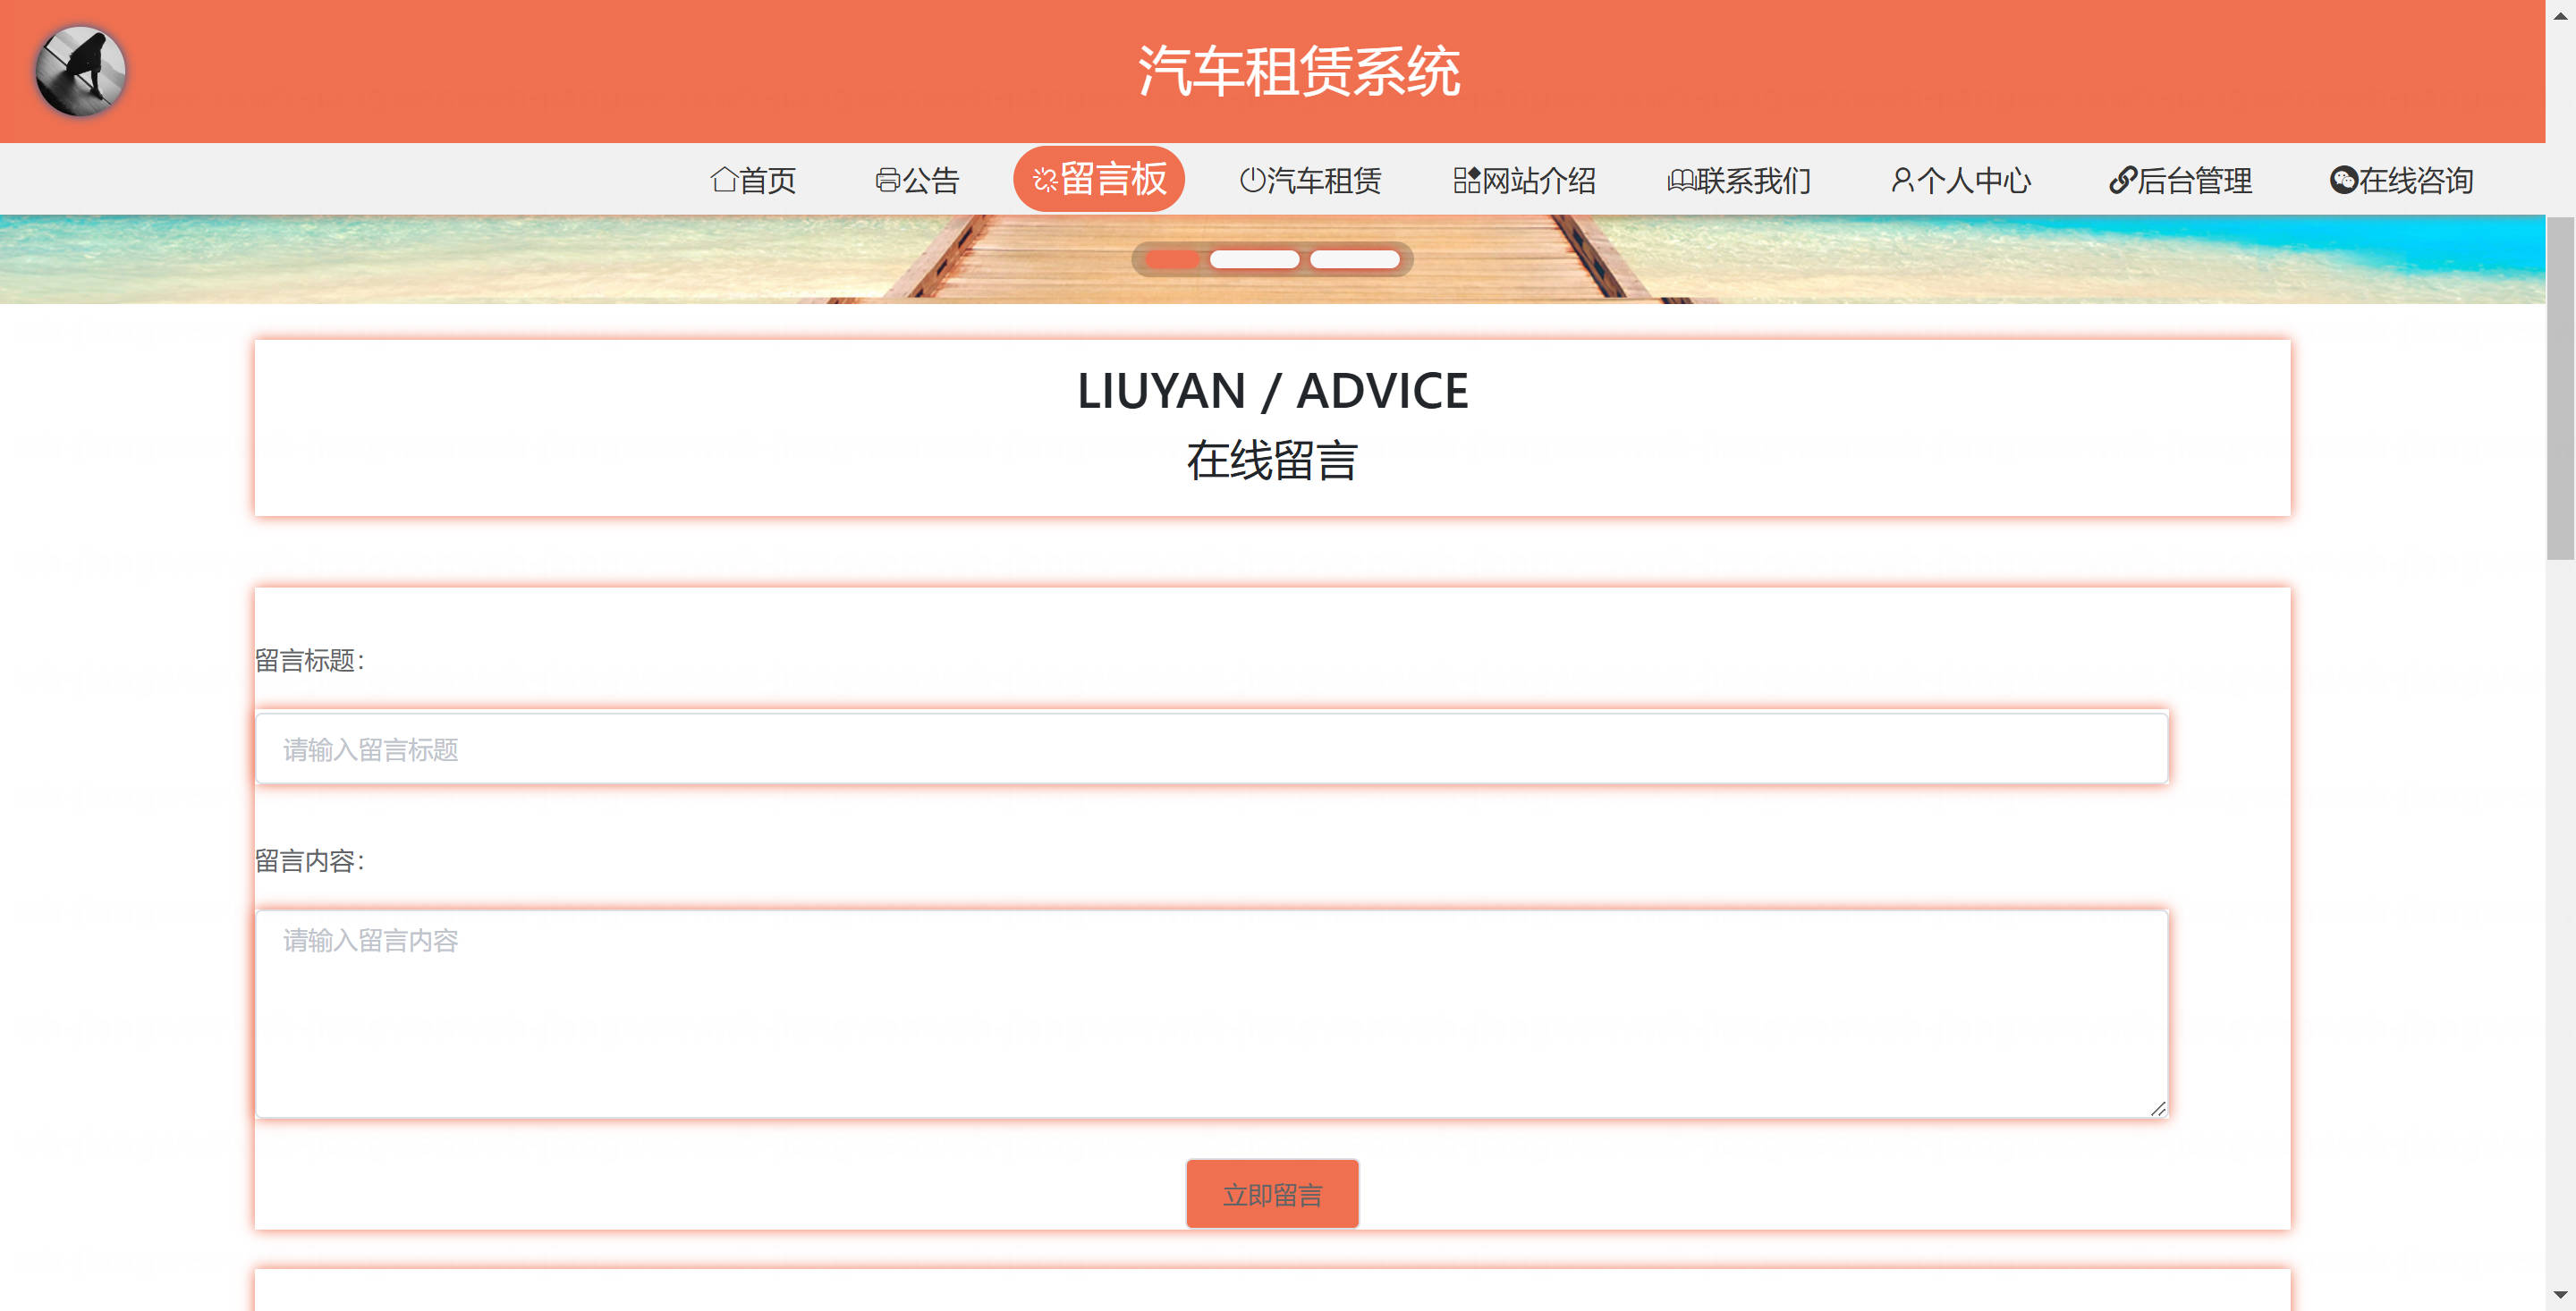 汽车租赁系统
首页 公告 留言板 汽车租赁 网站介绍 联系我们 个人中心 后台管理 在线咨询
LIUYAN / ADVICE
在线留言
留言标题：
请输入留言标题
留言内容：
请输入留言内容
立即留言